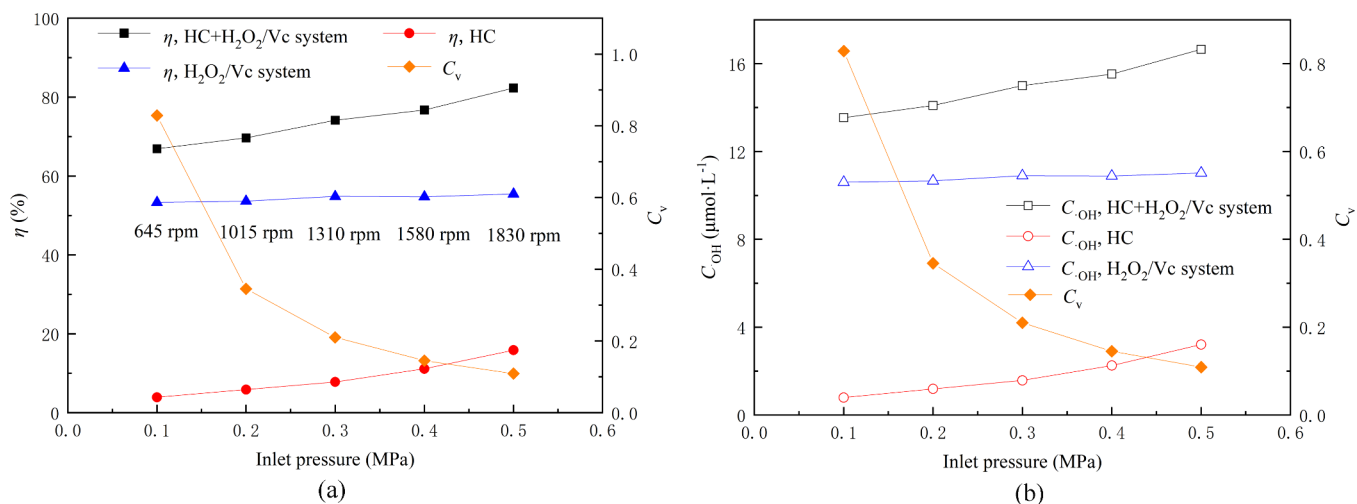 100
80
60
40
20
0
η (%)
η, HC+H₂O₂/Vc system
η, HC
η, H₂O₂/Vc system
Cᵥ
645 rpm 1015 rpm 1310 rpm 1580 rpm 1830 rpm
1.0
0.8
0.6
0.4
0.2
0.0
Cᵥ
0.0 0.1 0.2 0.3 0.4 0.5 0.6
Inlet pressure (MPa)
(a)
16
12
8
4
0
C·OH (μmol·L⁻¹)
C·OH, HC+H₂O₂/Vc system
C·OH, HC
C·OH, H₂O₂/Vc system
Cᵥ
0.8
0.6
0.4
0.2
0.0
Cᵥ
0.0 0.1 0.2 0.3 0.4 0.5 0.6
Inlet pressure (MPa)
(b)